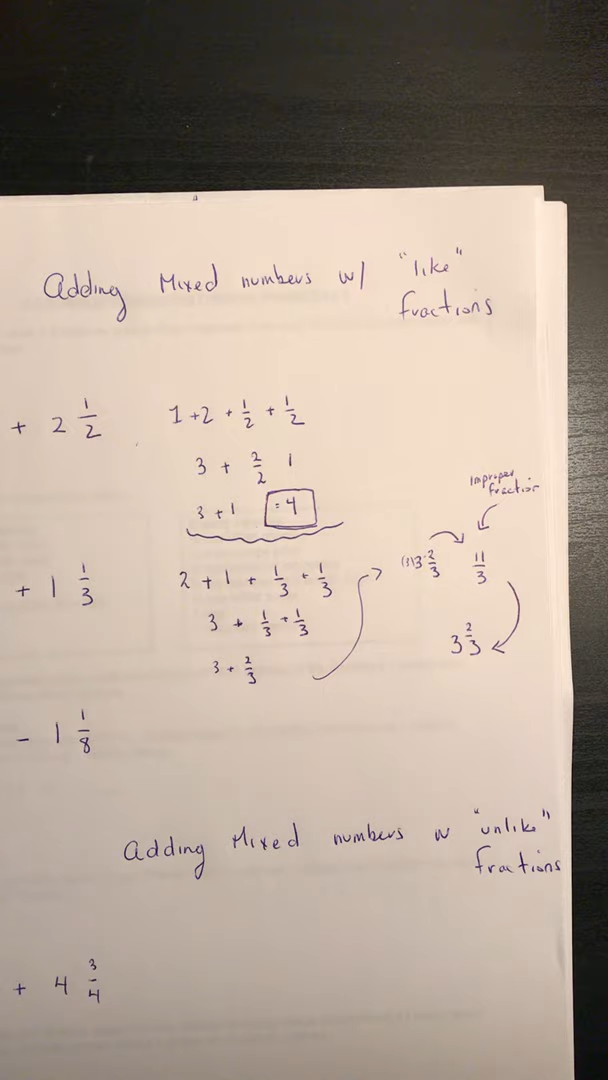 Adding Mixed numbers w/ "like"
fractions
+ 2 1/2
1 + 2 + 1/2 + 1/2
3 + 2/2 1
3 + 1 = 4
Improper
fraction
+ 1 1/3
2 + 1 + 1/3 + 1/3
3 + 1/3 + 1/3
3 + 2/3
(3)3 2/3 11/3
3 2/3
- 1 1/8
Adding Mixed numbers w "unlike"
fractions
+ 4 3/4